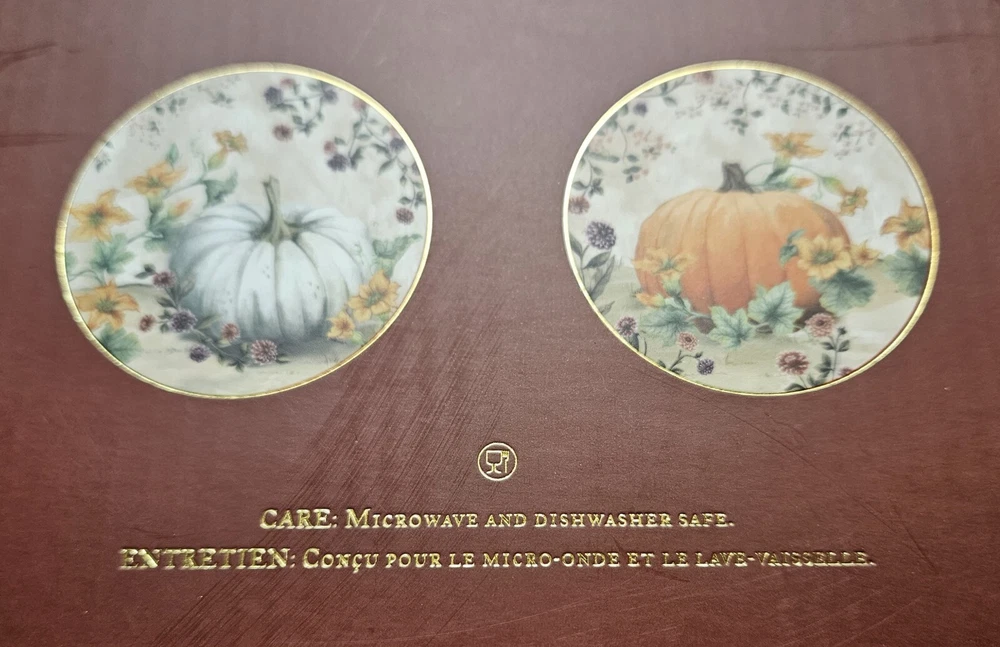 CARE: MICROWAVE AND DISHWASHER SAFE.
ENTRETIEN: CONÇU POUR LE MICRO-ONDE ET LE LAVE-VAISSELLE.